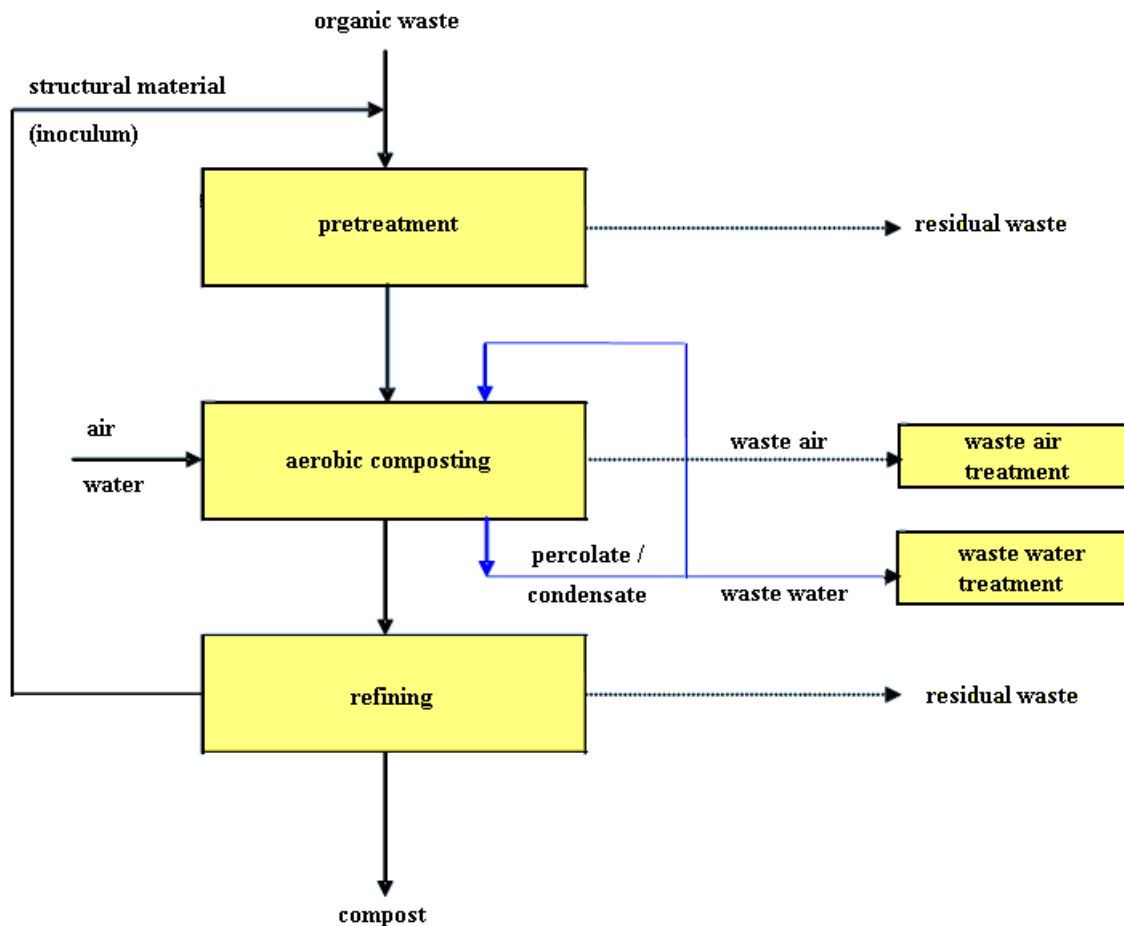 organic waste
structural material
(inoculum)
pretreatment
residual waste
air
water
aerobic composting
waste air
waste air
treatment
percolate /
condensate
waste water
waste water
treatment
refining
residual waste
compost